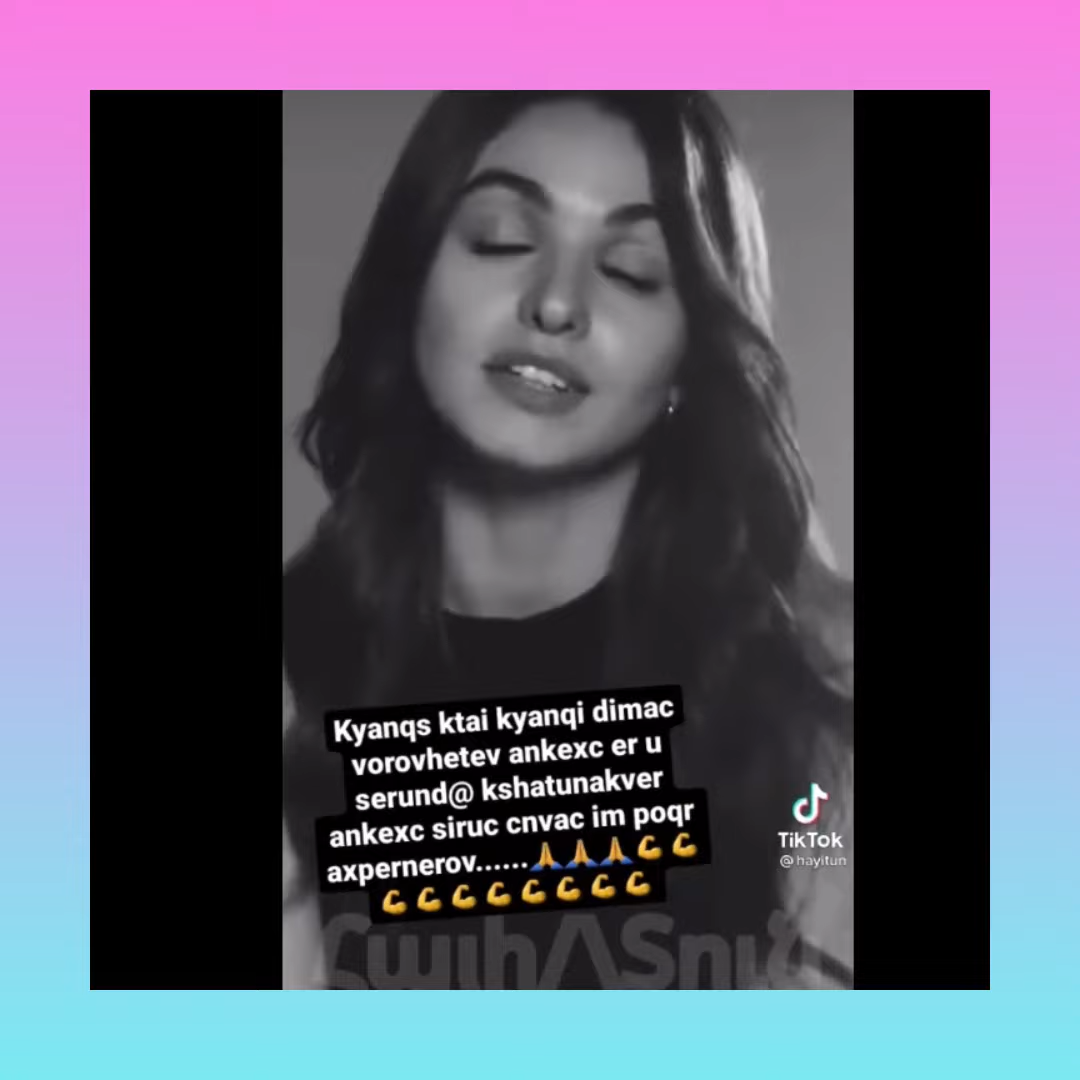 Kyanqs ktai kyanqi dimac
vorovhetev ankexc er u
serund@ kshatunakver
ankexc siruc cnvac im poqr
axpernerov......🙏🙏🙏💪💪
💪💪💪💪💪💪💪💪
TikTok
@hayitun